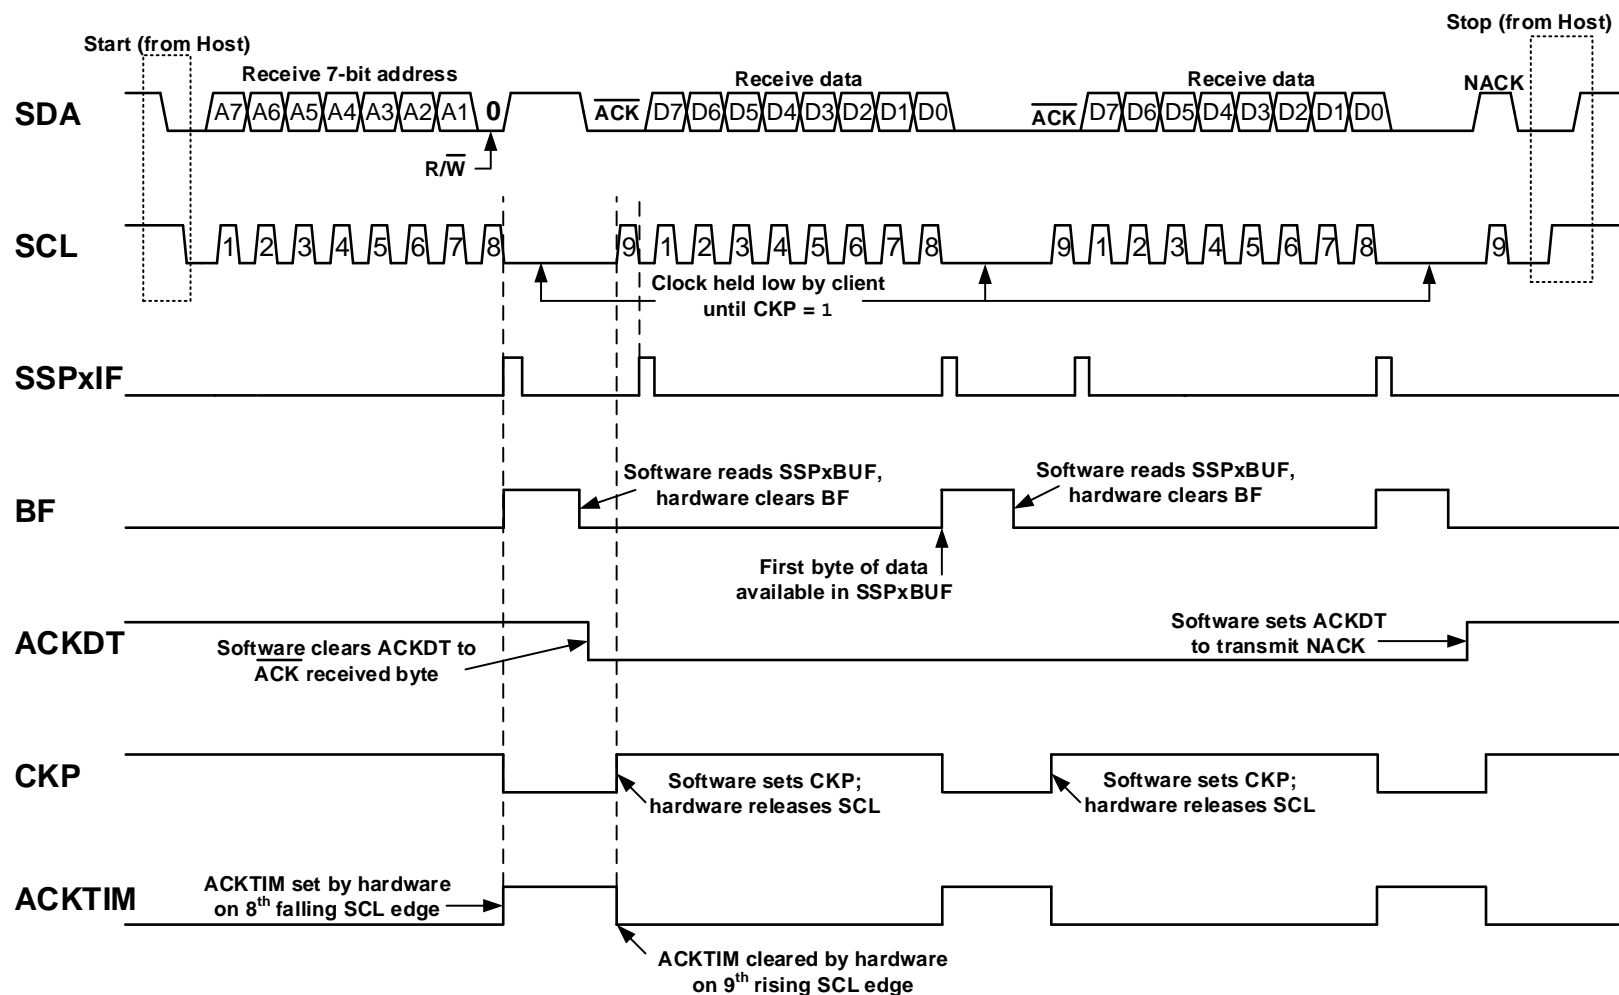 Start (from Host)
Stop (from Host)
Receive 7-bit address
Receive data
Receive data
NACK
SDA
A7 A6 A5 A4 A3 A2 A1 0
ACK
D7 D6 D5 D4 D3 D2 D1 D0
ACK
D7 D6 D5 D4 D3 D2 D1 D0
R/W
SCL
1 2 3 4 5 6 7 8 9 1 2 3 4 5 6 7 8 9 1 2 3 4 5 6 7 8 9
Clock held low by client
until CKP = 1
SSPxIF
BF
Software reads SSPxBUF,
hardware clears BF
Software reads SSPxBUF,
hardware clears BF
First byte of data
available in SSPxBUF
ACKDT
Software clears ACKDT to
ACK received byte
Software sets ACKDT
to transmit NACK
CKP
Software sets CKP;
hardware releases SCL
Software sets CKP;
hardware releases SCL
ACKTIM
ACKTIM set by hardware
on 8th falling SCL edge
ACKTIM cleared by hardware
on 9th rising SCL edge